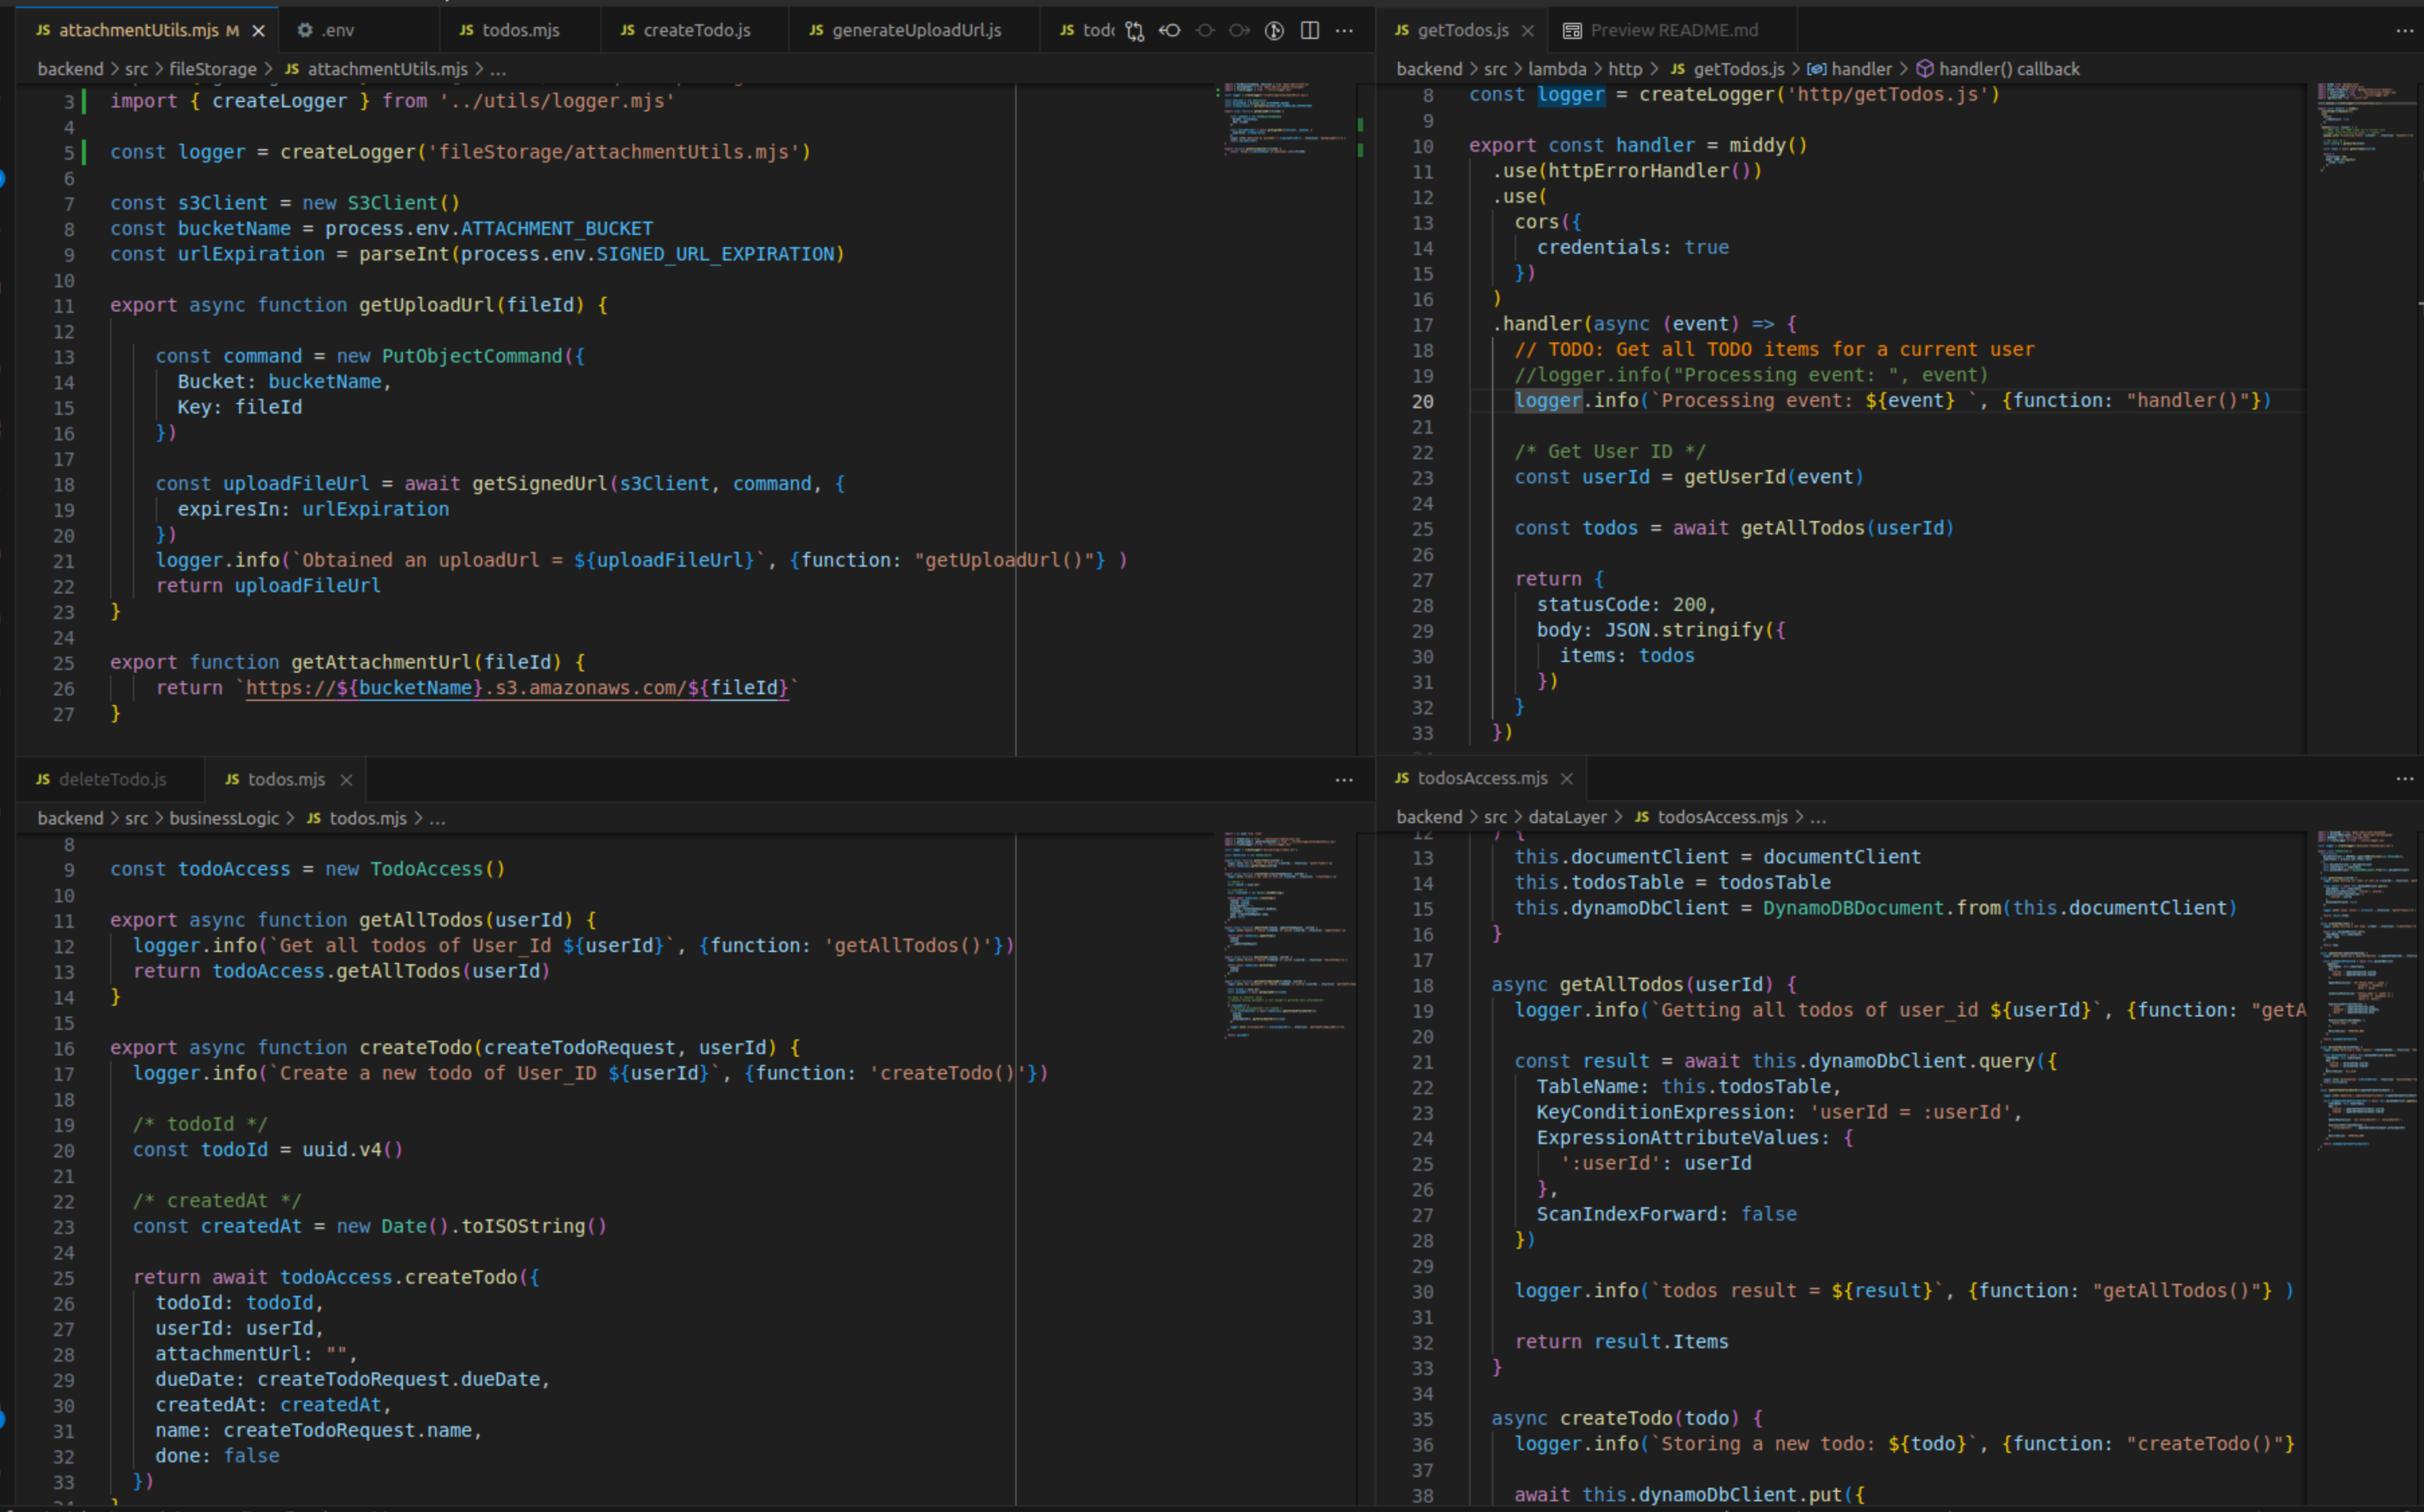 JS attachmentUtils.mjs M
.env
JS todos.mjs
JS createTodo.js
JS generateUploadUrl.js
JS todo
backend > src > fileStorage > JS attachmentUtils.mjs > ...
3 import { createLogger } from '../utils/logger.mjs'
4
5 const logger = createLogger('fileStorage/attachmentUtils.mjs')
6
7 const s3Client = new S3Client()
8 const bucketName = process.env.ATTACHMENT_BUCKET
9 const urlExpiration = parseInt(process.env.SIGNED_URL_EXPIRATION)
10
11 export async function getUploadUrl(fileId) {
12
13 const command = new PutObjectCommand({
14 Bucket: bucketName,
15 Key: fileId
16 })
17
18 const uploadFileUrl = await getSignedUrl(s3Client, command, {
19 expiresIn: urlExpiration
20 })
21 logger.info(`Obtained an uploadUrl = ${uploadFileUrl}`, {function: "getUploadUrl()"} )
22 return uploadFileUrl
23 }
24
25 export function getAttachmentUrl(fileId) {
26 return `https://${bucketName}.s3.amazonaws.com/${fileId}`
27 }
JS getTodos.js
Preview README.md
backend > src > lambda > http > JS getTodos.js > handler > handler() callback
8 const logger = createLogger('http/getTodos.js')
9
10 export const handler = middy()
11 .use(httpErrorHandler())
12 .use(
13 cors({
14 credentials: true
15 })
16 )
17 .handler(async (event) => {
18 // TODO: Get all TODO items for a current user
19 //logger.info("Processing event: ", event)
20 logger.info(`Processing event: ${event} `, {function: "handler()"})
21
22 /* Get User ID */
23 const userId = getUserId(event)
24
25 const todos = await getAllTodos(userId)
26
27 return {
28 statusCode: 200,
29 body: JSON.stringify({
30 items: todos
31 })
32 }
33 })
JS deleteTodo.js
JS todos.mjs
backend > src > businessLogic > JS todos.mjs > ...
8
9 const todoAccess = new TodoAccess()
10
11 export async function getAllTodos(userId) {
12 logger.info(`Get all todos of User_Id ${userId}`, {function: 'getAllTodos()'})
13 return todoAccess.getAllTodos(userId)
14 }
15
16 export async function createTodo(createTodoRequest, userId) {
17 logger.info(`Create a new todo of User_ID ${userId}`, {function: 'createTodo()'})
18
19 /* todoId */
20 const todoId = uuid.v4()
21
22 /* createdAt */
23 const createdAt = new Date().toISOString()
24
25 return await todoAccess.createTodo({
26 todoId: todoId,
27 userId: userId,
28 attachmentUrl: "",
29 dueDate: createTodoRequest.dueDate,
30 createdAt: createdAt,
31 name: createTodoRequest.name,
32 done: false
33 })
JS todosAccess.mjs
backend > src > dataLayer > JS todosAccess.mjs > ...
12 ) {
13 this.documentClient = documentClient
14 this.todosTable = todosTable
15 this.dynamoDbClient = DynamoDBDocument.from(this.documentClient)
16 }
17
18 async getAllTodos(userId) {
19 logger.info(`Getting all todos of user_id ${userId}`, {function: "getA
20
21 const result = await this.dynamoDbClient.query({
22 TableName: this.todosTable,
23 KeyConditionExpression: 'userId = :userId',
24 ExpressionAttributeValues: {
25 ':userId': userId
26 },
27 ScanIndexForward: false
28 })
29
30 logger.info(`todos result = ${result}`, {function: "getAllTodos()"} )
31
32 return result.Items
33 }
34
35 async createTodo(todo) {
36 logger.info(`Storing a new todo: ${todo}`, {function: "createTodo()"}
37
38 await this.dynamoDbClient.put({